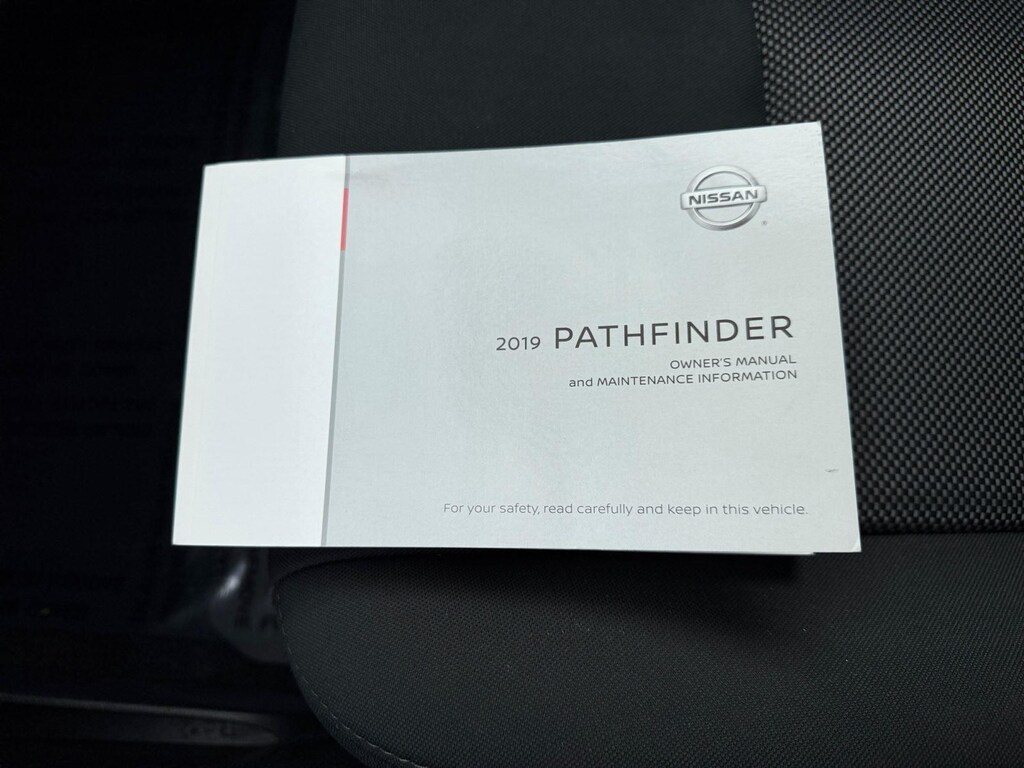 NISSAN
2019 PATHFINDER
OWNER'S MANUAL
and MAINTENANCE INFORMATION
For your safety, read carefully and keep in this vehicle.